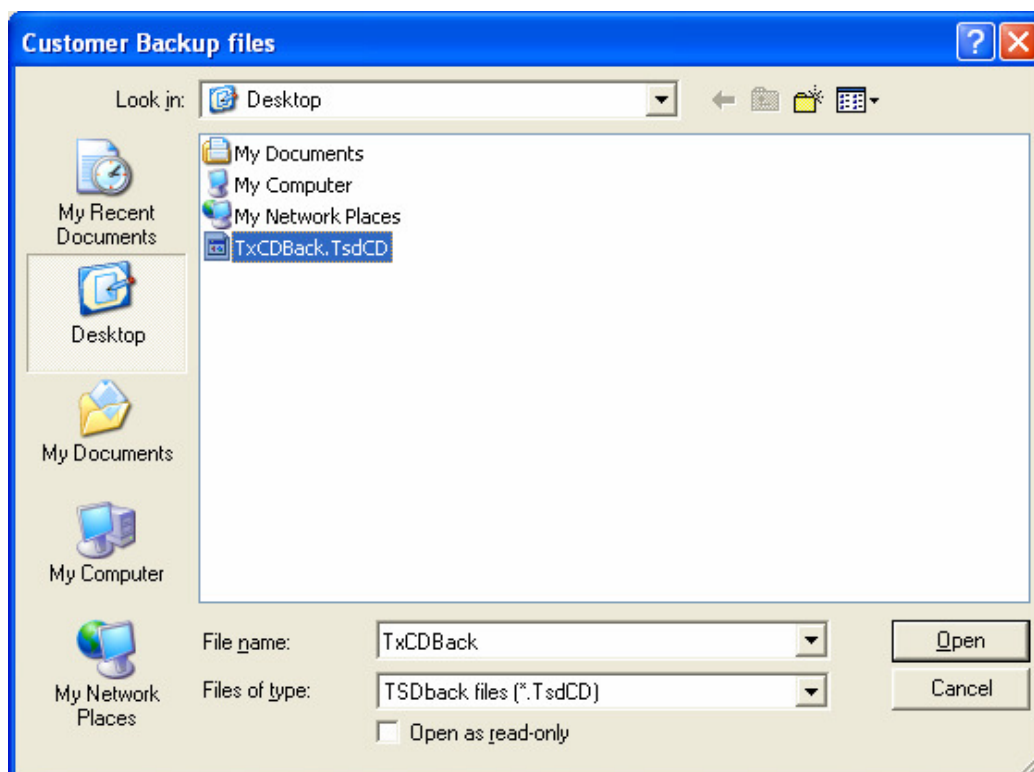 Customer Backup files
Look in: Desktop
My Recent
Documents
Desktop
My Documents
My Computer
My Network
Places
My Documents
My Computer
My Network Places
TxCDBack.TsdCD
File name: TxCDBack Open
Files of type: TSDback files (*.TsdCD) Cancel
Open as read-only